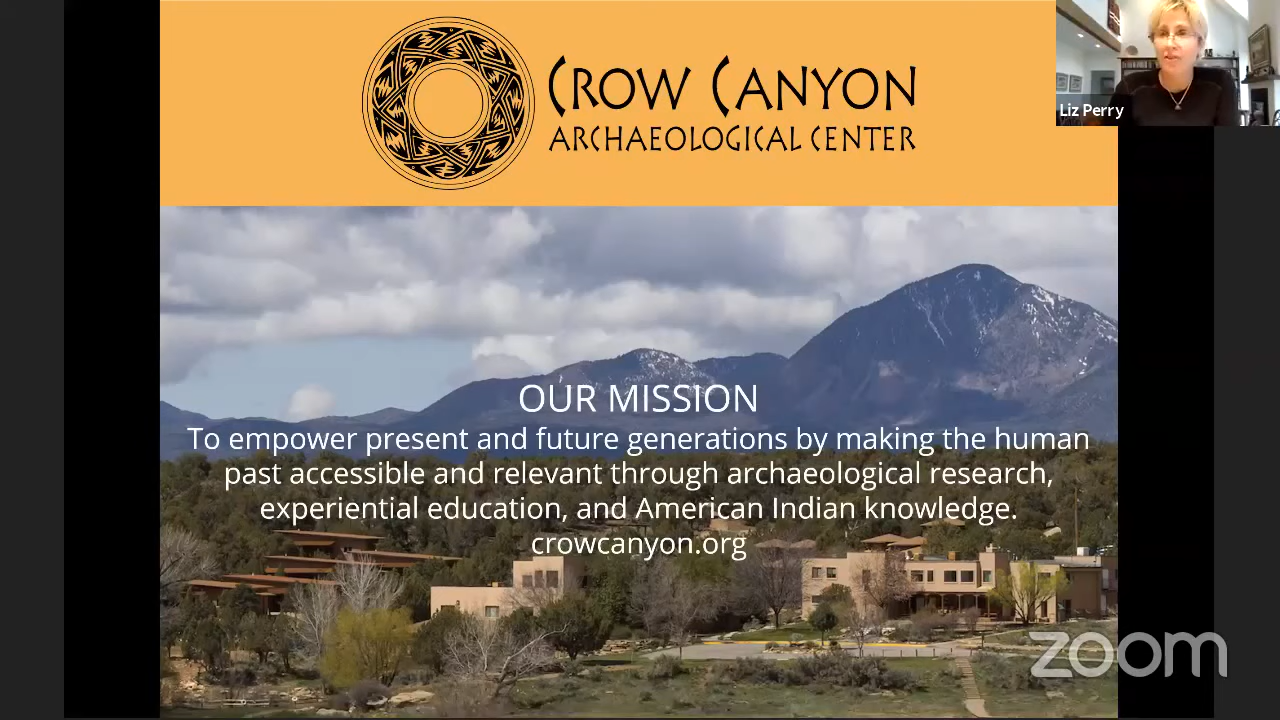 CROW CANYON
ARCHAEOLOGICAL CENTER
Liz Perry
OUR MISSION
To empower present and future generations by making the human
past accessible and relevant through archaeological research,
experiential education, and American Indian knowledge.
crowcanyon.org
zoom